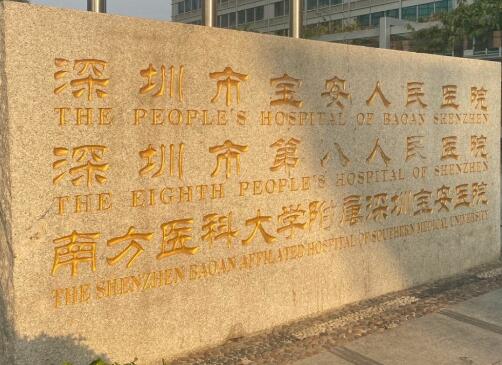 深圳市宝安人民医院
THE PEOPLE'S HOSPITAL OF BAOAN SHENZHEN
深圳市第八人民医院
THE EIGHTH PEOPLE'S HOSPITAL OF SHENZHEN
南方医科大学附属深圳宝安医院
THE SHENZHEN BAOAN AFFILIATED HOSPITAL OF SOUTHERN MEDICAL UNIVERSITY